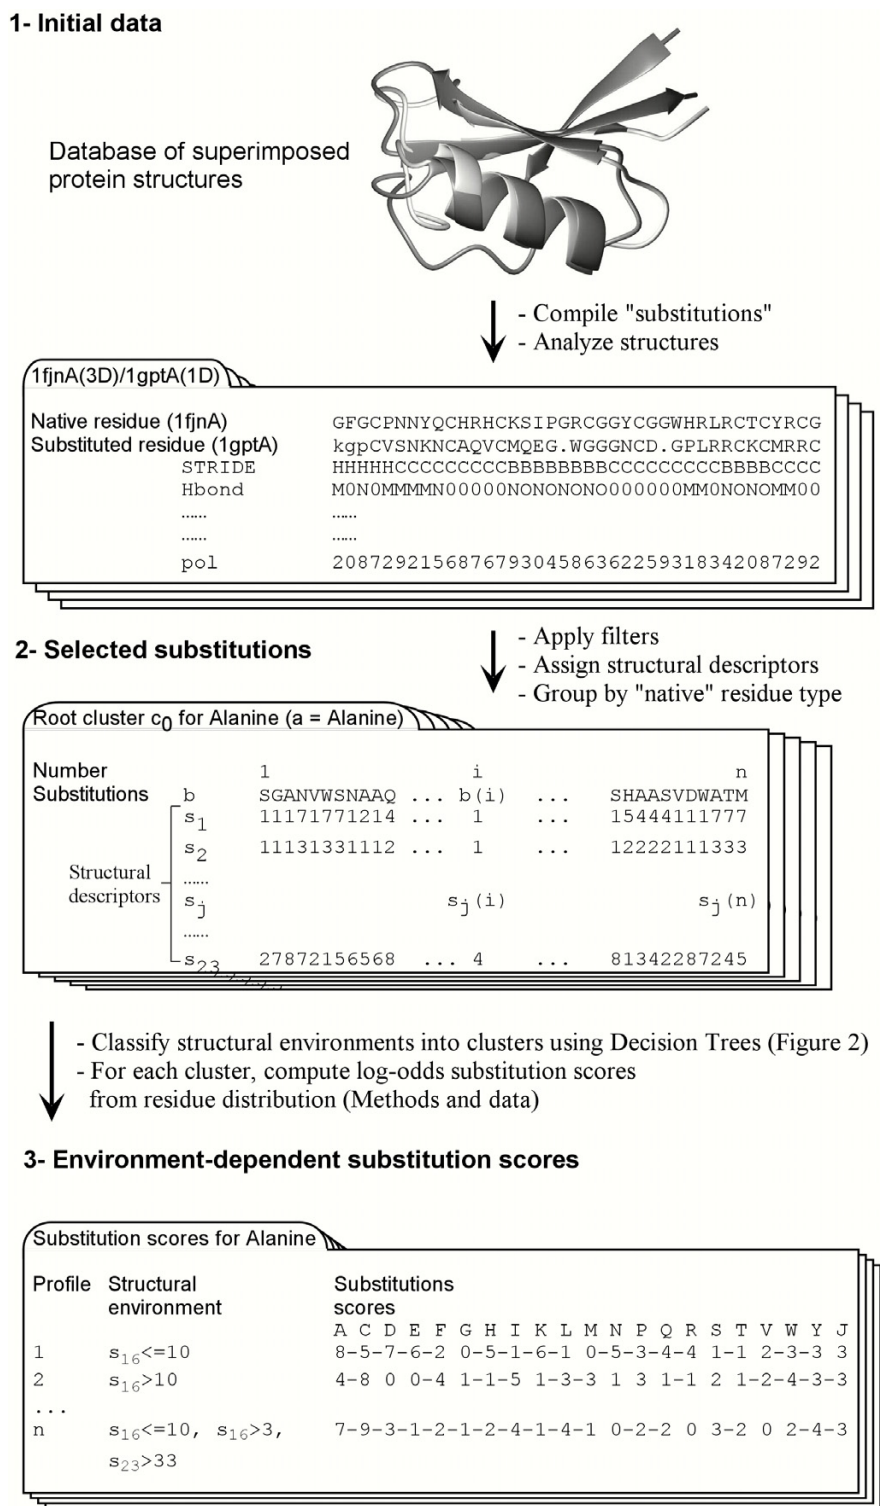 1- Initial data
Database of superimposed
protein structures
- Compile "substitutions"
- Analyze structures
1fjnA(3D)/1gptA(1D)
Native residue (1fjnA) GFGCPNNYQCHRHCKSIPGRCGGYCGGWHRLRCTCYRCG
Substituted residue (1gptA) kgpCVSNKNCAQVCMQEG.WGGGNCD.GPLRRCKCMRRC
STRIDE HHHHHCCCCCCCCCBBBBBBBBCCCCCCCCCBBBBCCCC
Hbond M0N0MMMMN00000NONONONO000000MM0NONOMM00
...... ......
...... ......
pol 208729215687679304586362259318342087292
- Apply filters
2- Selected substitutions
- Assign structural descriptors
- Group by "native" residue type
Root cluster c0 for Alanine (a = Alanine)
Number 1 i n
Substitutions b SGANVWSNAAQ ... b(i) ... SHAASVDWATM
s1 11171771214 ... 1 ... 15444111777
s2 11131331112 ... 1 ... 12222111333
Structural
......
descriptors
sj sj(i) sj(n)
......
s23 27872156568 ... 4 ... 81342287245
- Classify structural environments into clusters using Decision Trees (Figure 2)
- For each cluster, compute log-odds substitution scores
from residue distribution (Methods and data)
3- Environment-dependent substitution scores
Substitution scores for Alanine
Profile Structural Substitutions
environment scores
A C D E F G H I K L M N P Q R S T V W Y J
1 s16<=10 8-5-7-6-2 0-5-1-6-1 0-5-3-4-4 1-1 2-3-3 3
2 s16>10 4-8 0 0-4 1-1-5 1-3-3 1 3 1-1 2 1-2-4-3-3
...
n s16<=10, s16>3, 7-9-3-1-2-1-2-4-1-4-1 0-2-2 0 3-2 0 2-4-3
s23>33